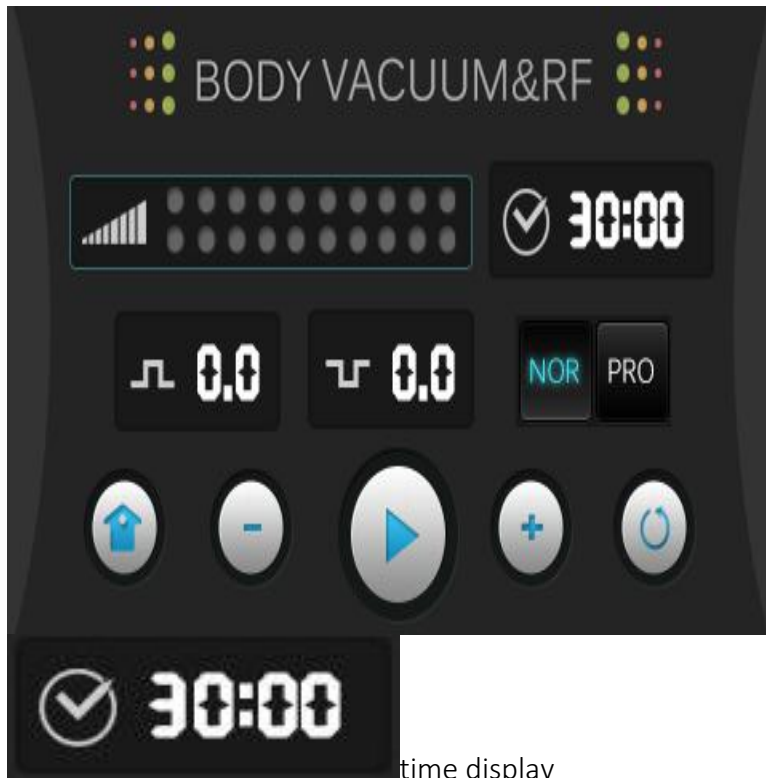 BODY VACUUM&RF
30:00
0.0 0.0 NOR PRO
- +
30:00 time display